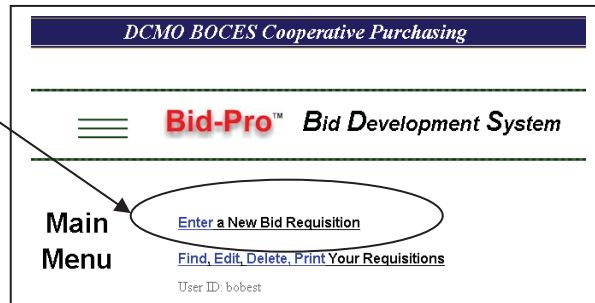 DCMO BOCES Cooperative Purchasing
Bid-Pro™ Bid Development System
Main Menu
Enter a New Bid Requisition
Find, Edit, Delete, Print Your Requisitions
User ID: bobest